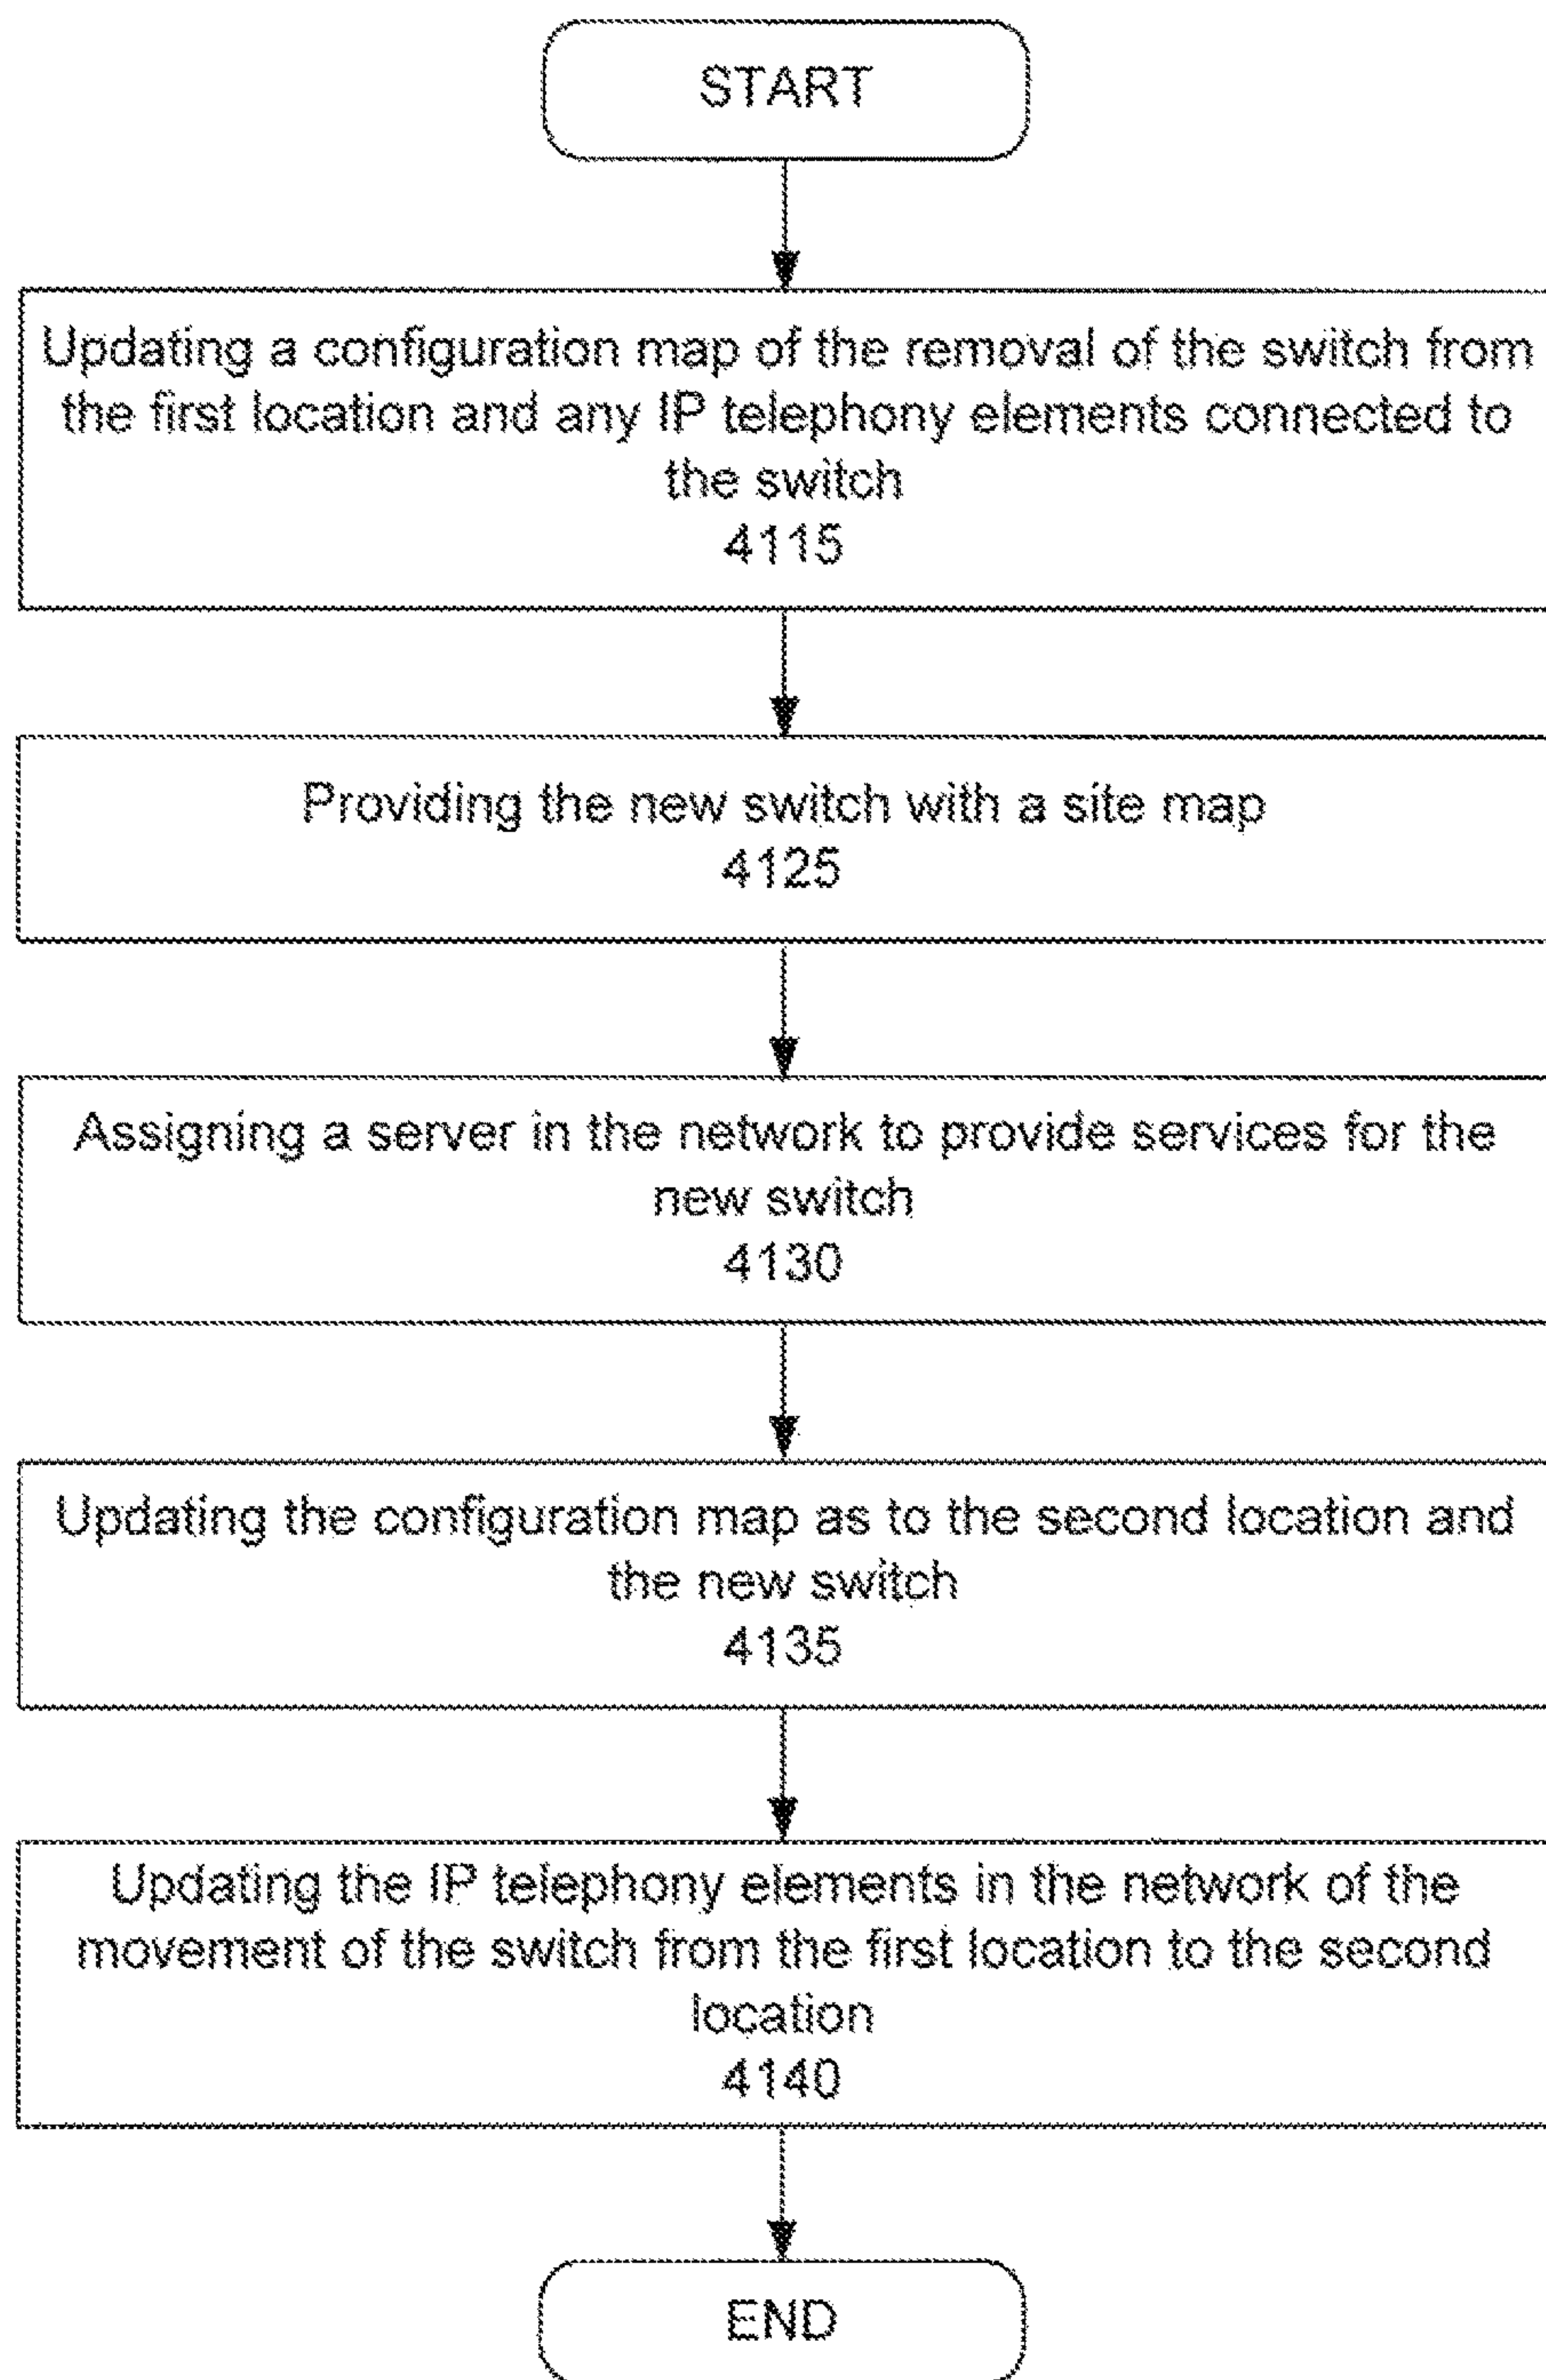 START
Updating a configuration map of the removal of the switch from
the first location and any IP telephony elements connected to
the switch
4115
Providing the new switch with a site map
4125
Assigning a server in the network to provide services for the
new switch
4130
Updating the configuration map as to the second location and
the new switch
4135
Updating the IP telephony elements in the network of the
movement of the switch from the first location to the second
location
4140
END